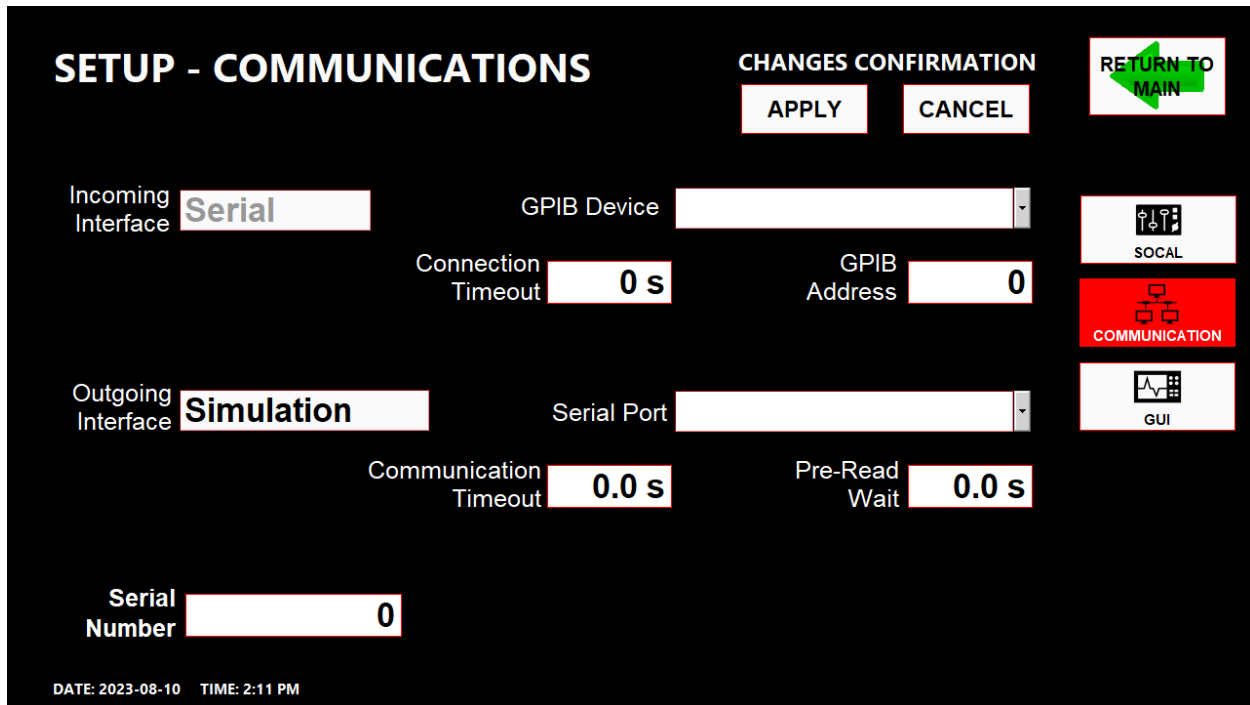 SETUP - COMMUNICATIONS
CHANGES CONFIRMATION
APPLY
CANCEL
RETURN TO
MAIN
Incoming
Interface
Serial
GPIB Device
Connection
Timeout
0 s
GPIB
Address
0
SOCAL
COMMUNICATION
GUI
Outgoing
Interface
Simulation
Serial Port
Communication
Timeout
0.0 s
Pre-Read
Wait
0.0 s
Serial
Number
0
DATE: 2023-08-10 TIME: 2:11 PM